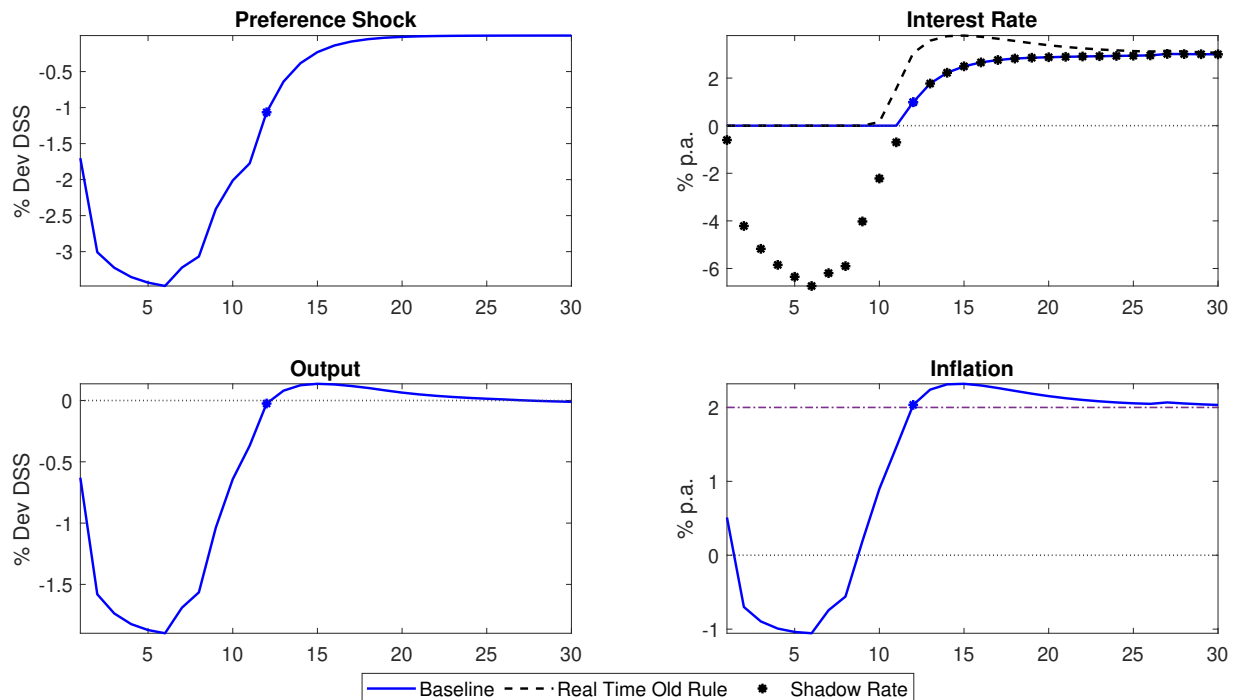 Preference Shock
% Dev DSS
-0.5
-1
-1.5
-2
-2.5
-3
5 10 15 20 25 30
Interest Rate
% p.a.
2
0
-2
-4
-6
5 10 15 20 25 30
Output
% Dev DSS
0
-0.5
-1
-1.5
5 10 15 20 25 30
Inflation
% p.a.
2
1
0
-1
5 10 15 20 25 30
Baseline Real Time Old Rule Shadow Rate